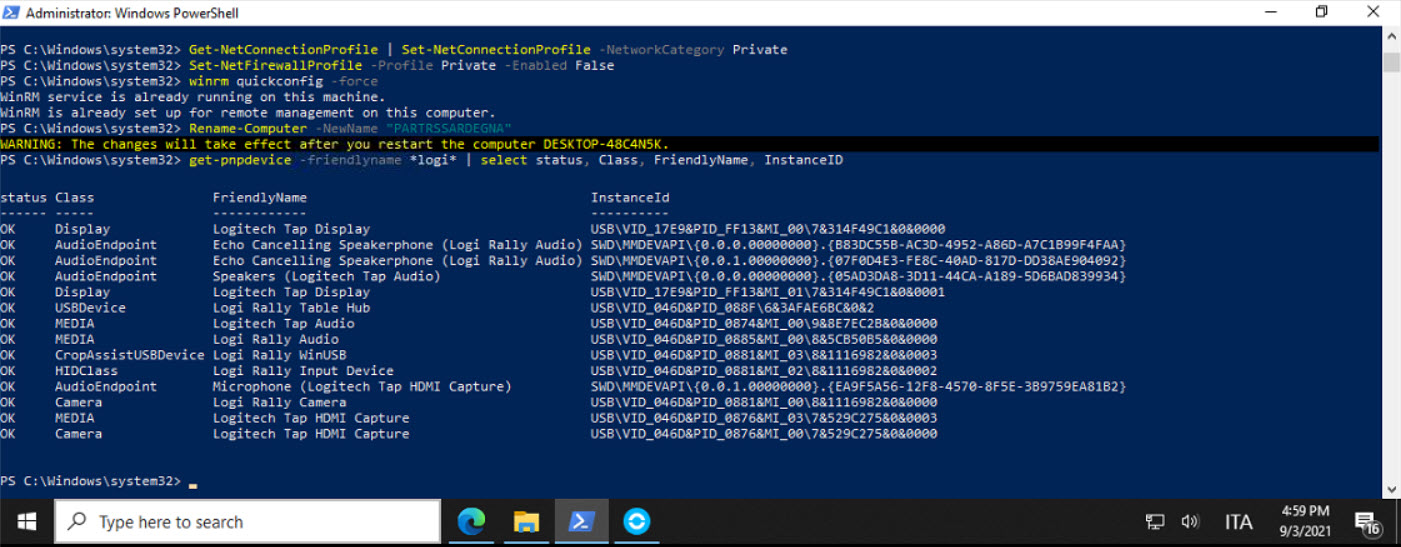 Administrator: Windows PowerShell
PS C:\Windows\system32> Get-NetConnectionProfile | Set-NetConnectionProfile -NetworkCategory Private
PS C:\Windows\system32> Set-NetFirewallProfile -Profile Private -Enabled False
PS C:\Windows\system32> winrm quickconfig -force
WinRM service is already running on this machine.
WinRM is already set up for remote management on this computer.
PS C:\Windows\system32> Rename-Computer -NewName "PARTRSSARDEGNA"
WARNING: The changes will take effect after you restart the computer DESKTOP-48C4N5K.
PS C:\Windows\system32> get-pnpdevice -friendlyname *logi* | select status, Class, FriendlyName, InstanceID
status Class FriendlyName InstanceId
------ ----- ------------ ----------
OK Display Logitech Tap Display USB\VID_17E9&PID_FF13&MI_00\7&314F49C1&0&0000
OK AudioEndpoint Echo Cancelling Speakerphone (Logi Rally Audio) SWD\MMDEVAPI\{0.0.0.00000000}.{B83DC55B-AC3D-4952-A86D-A7C1B99F4FAA}
OK AudioEndpoint Echo Cancelling Speakerphone (Logi Rally Audio) SWD\MMDEVAPI\{0.0.1.00000000}.{07F0D4E3-FE8C-40AD-817D-DD38AE904092}
OK AudioEndpoint Speakers (Logitech Tap Audio) SWD\MMDEVAPI\{0.0.0.00000000}.{05AD3DA8-3D11-44CA-A189-5D6BAD839934}
OK Display Logitech Tap Display USB\VID_17E9&PID_FF13&MI_01\7&314F49C1&0&0001
OK USBDevice Logi Rally Table Hub USB\VID_046D&PID_088F\6&3AFAE6BC&0&2
OK MEDIA Logitech Tap Audio USB\VID_046D&PID_0874&MI_00\9&8E7EC2B&0&0000
OK MEDIA Logi Rally Audio USB\VID_046D&PID_0885&MI_00\8&5CB50B5&0&0000
OK CropAssistUSBDevice Logi Rally WinUSB USB\VID_046D&PID_0881&MI_03\8&1116982&0&0003
OK HIDClass Logi Rally Input Device USB\VID_046D&PID_0881&MI_02\8&1116982&0&0002
OK AudioEndpoint Microphone (Logitech Tap HDMI Capture) SWD\MMDEVAPI\{0.0.1.00000000}.{EA9F5A56-12F8-4570-8F5E-3B9759EA81B2}
OK Camera Logi Rally Camera USB\VID_046D&PID_0881&MI_00\8&1116982&0&0000
OK MEDIA Logitech Tap HDMI Capture USB\VID_046D&PID_0876&MI_03\7&529C275&0&0003
OK Camera Logitech Tap HDMI Capture USB\VID_046D&PID_0876&MI_00\7&529C275&0&0000
PS C:\Windows\system32>
Type here to search
ITA
4:59 PM
9/3/2021
16